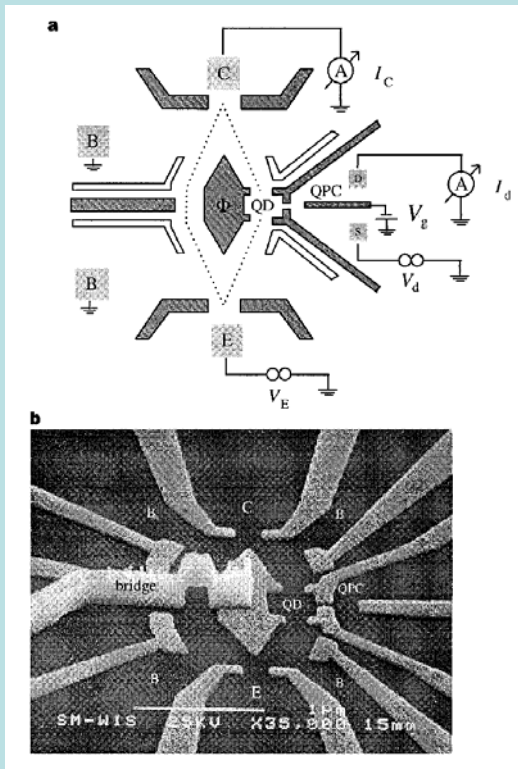 a
C
A
I_C
B
D
QPC
A
I_d
Φ
QD
V_g
S
B
V_d
E
V_E
b
C
B
B
bridge
QPC
QD
B
E
B
1µm
SM-WIS 25KV X35,000 15mm